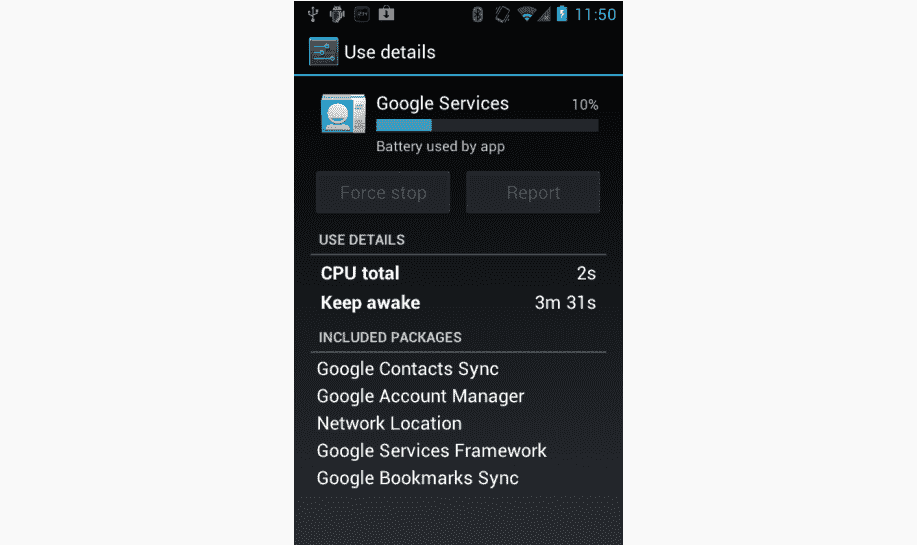 11:50
Use details
Google Services 10%
Battery used by app
Force stop Report
USE DETAILS
CPU total 2s
Keep awake 3m 31s
INCLUDED PACKAGES
Google Contacts Sync
Google Account Manager
Network Location
Google Services Framework
Google Bookmarks Sync